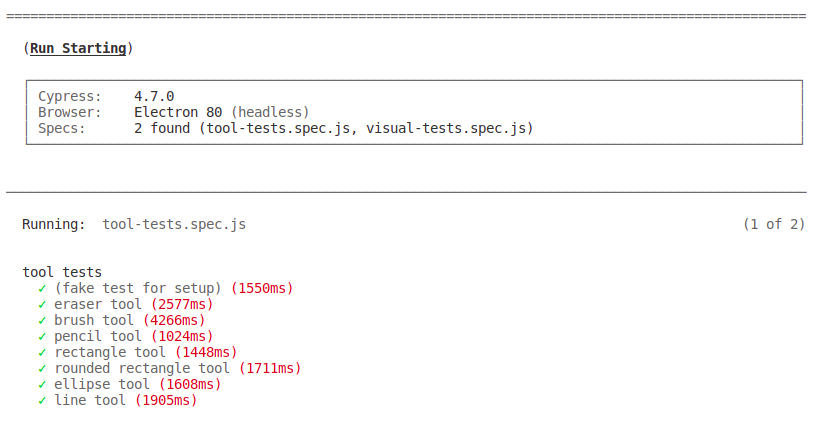 (Run Starting)
Cypress: 4.7.0
Browser: Electron 80 (headless)
Specs: 2 found (tool-tests.spec.js, visual-tests.spec.js)
Running: tool-tests.spec.js (1 of 2)
tool tests
✓ (fake test for setup) (1550ms)
✓ eraser tool (2577ms)
✓ brush tool (4266ms)
✓ pencil tool (1024ms)
✓ rectangle tool (1448ms)
✓ rounded rectangle tool (1711ms)
✓ ellipse tool (1608ms)
✓ line tool (1905ms)